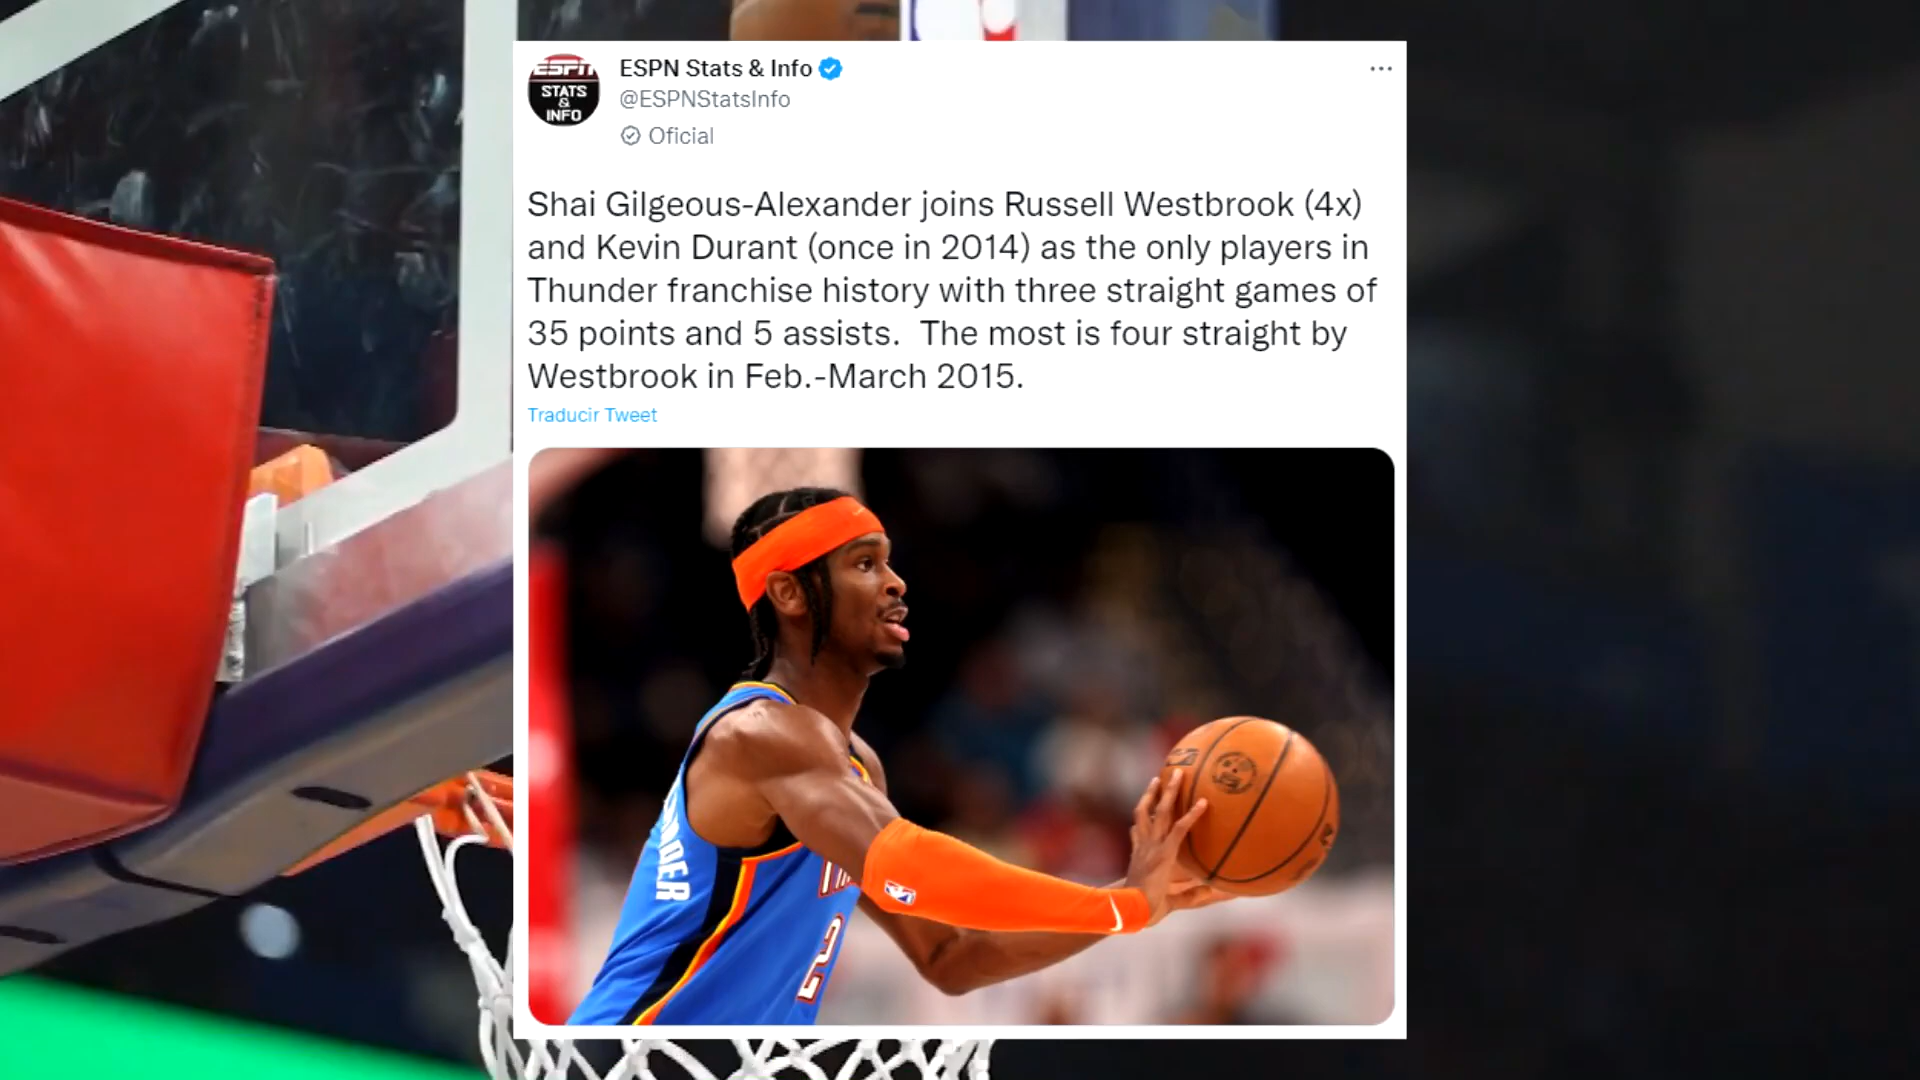 ESPN
STATS
&
INFO
ESPN Stats & Info
@ESPNStatsInfo
Oficial
Shai Gilgeous-Alexander joins Russell Westbrook (4x)
and Kevin Durant (once in 2014) as the only players in
Thunder franchise history with three straight games of
35 points and 5 assists.  The most is four straight by
Westbrook in Feb.-March 2015.
Traducir Tweet
2